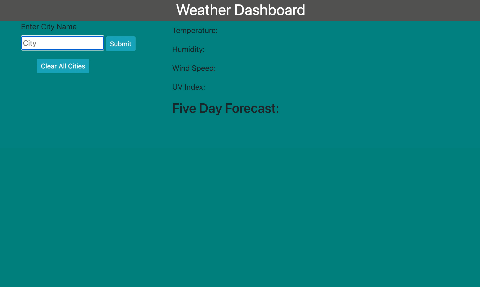 Weather Dashboard
Enter City Name
City
Submit
Clear All Cities
Temperature:
Humidity:
Wind Speed:
UV Index:
Five Day Forecast: